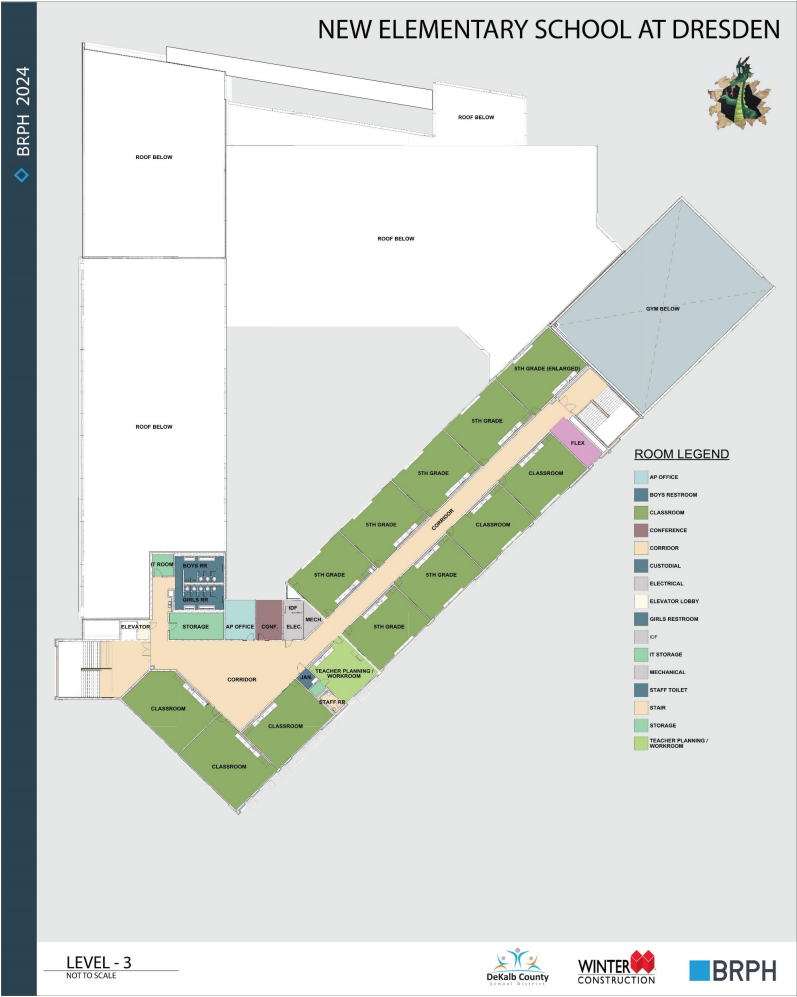 NEW ELEMENTARY SCHOOL AT DRESDEN
BRPH 2024
ROOF BELOW
ROOF BELOW
ROOF BELOW
GYM BELOW
ROOF BELOW
5TH GRADE (ENLARGED)
5TH GRADE
FLEX
5TH GRADE
CLASSROOM
5TH GRADE
CORRIDOR
CLASSROOM
5TH GRADE
5TH GRADE
5TH GRADE
IT ROOM
BOYS RR
GIRLS RR
STORAGE
AP OFFICE
CONF.
IDF
ELEC.
MECH.
ELEVATOR
CORRIDOR
JAN.
TEACHER PLANNING /
WORKROOM
STAFF RR
CLASSROOM
CLASSROOM
CLASSROOM
ROOM LEGEND
AP OFFICE
BOYS RESTROOM
CLASSROOM
CONFERENCE
CORRIDOR
CUSTODIAL
ELECTRICAL
ELEVATOR LOBBY
GIRLS RESTROOM
IDF
IT STORAGE
MECHANICAL
STAFF TOILET
STAIR
STORAGE
TEACHER PLANNING /
WORKROOM
LEVEL - 3
NOT TO SCALE
DeKalb County
School District
WINTER
CONSTRUCTION
BRPH